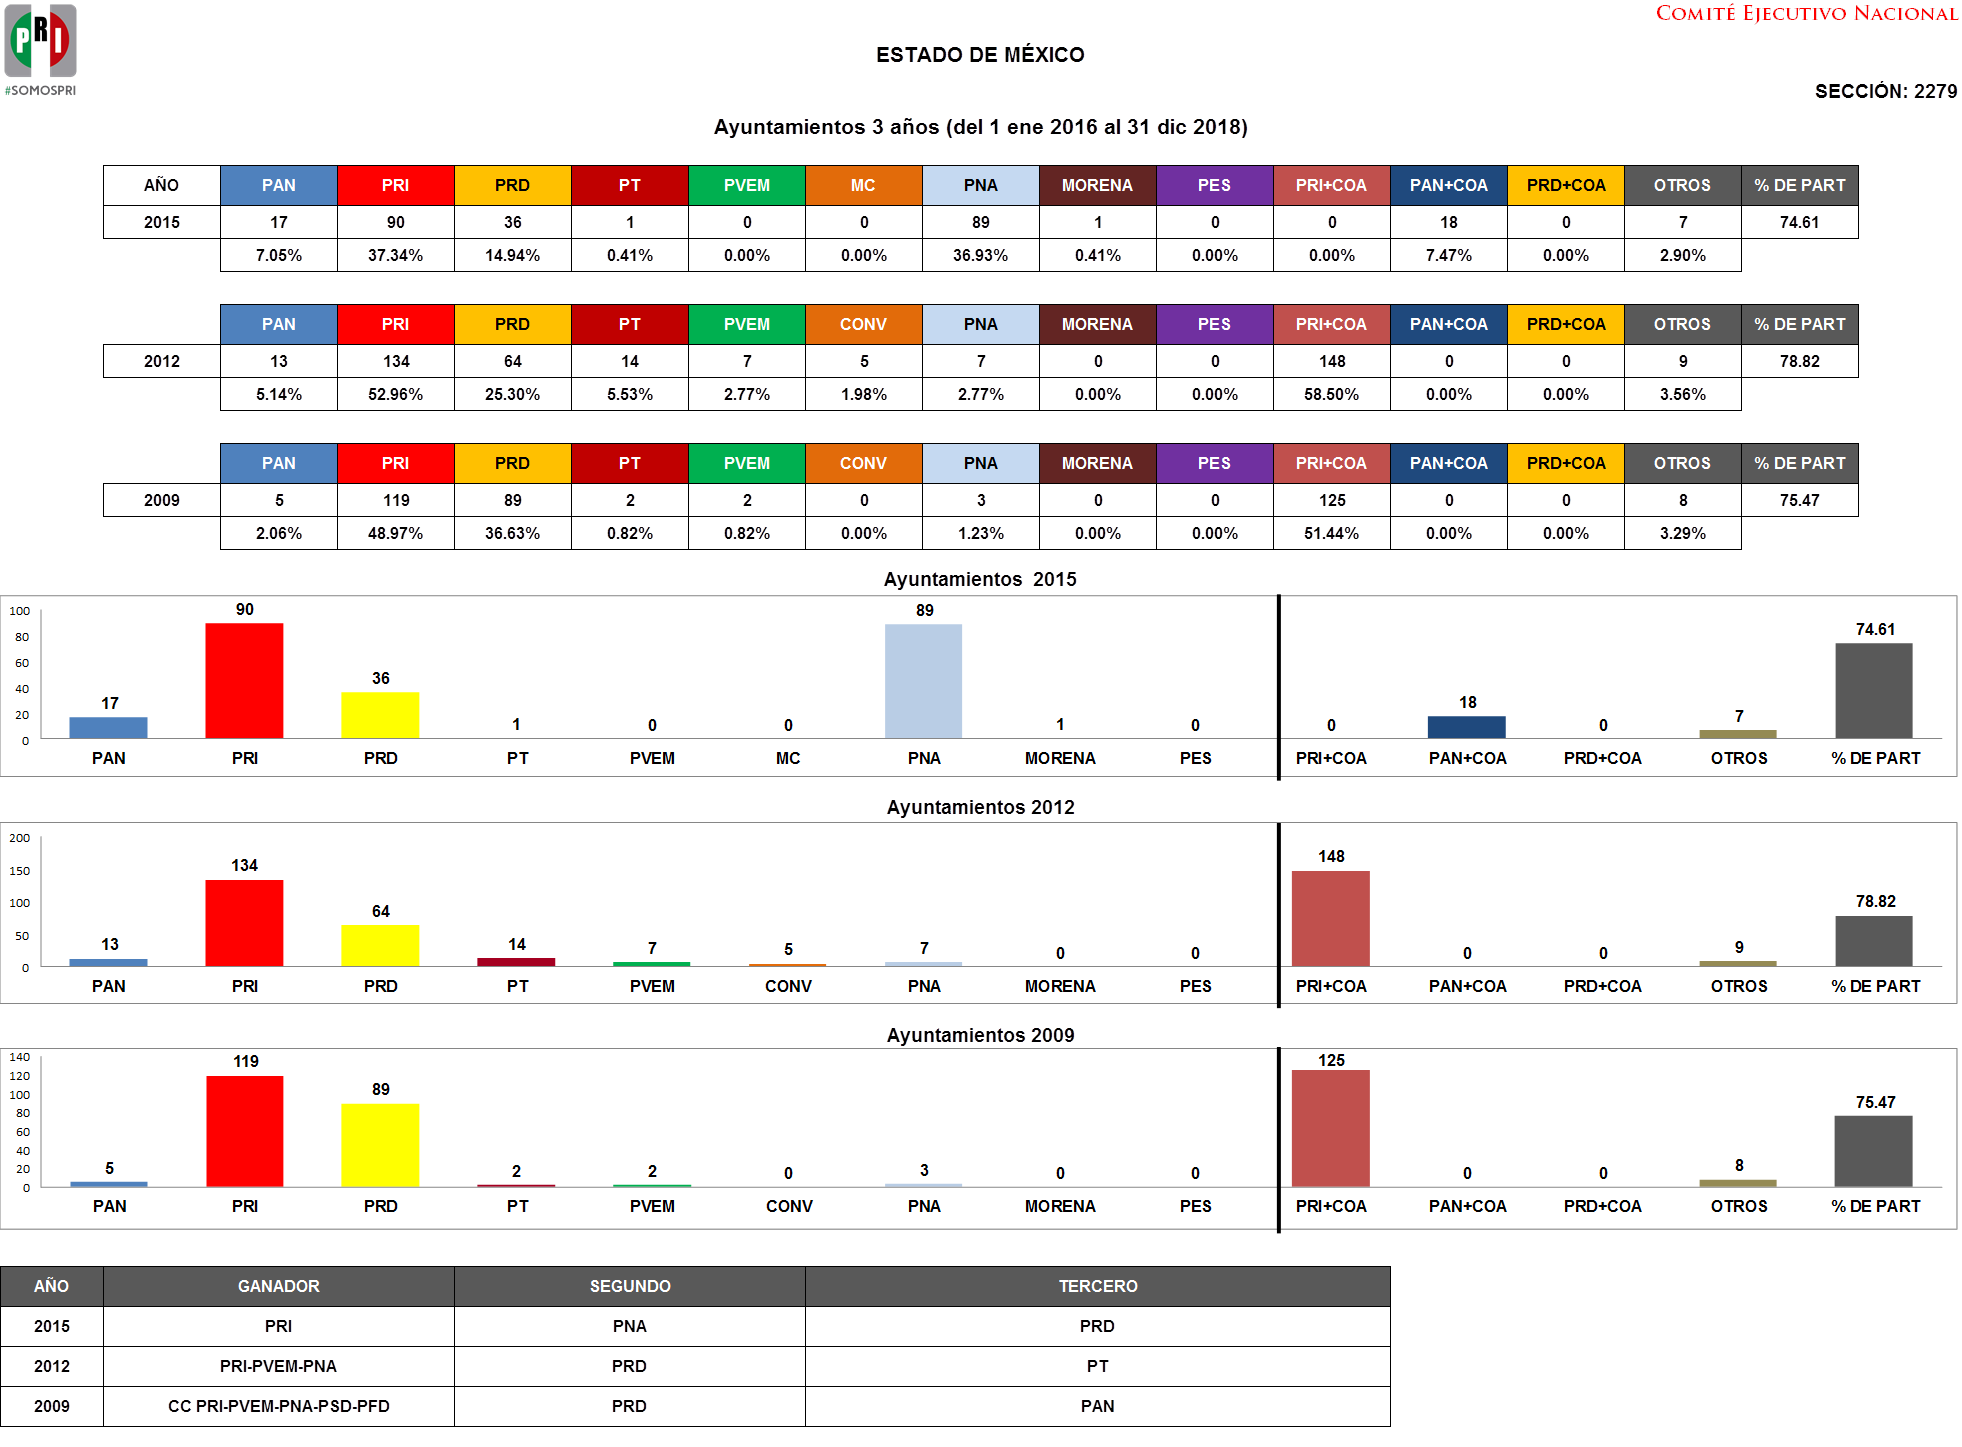 PRI
#SOMOSPRI
COMITÉ EJECUTIVO NACIONAL
ESTADO DE MÉXICO
SECCIÓN: 2279
Ayuntamientos 3 años (del 1 ene 2016 al 31 dic 2018)
AÑO PAN PRI PRD PT PVEM MC PNA MORENA PES PRI+COA PAN+COA PRD+COA OTROS % DE PART
2015 17 90 36 1 0 0 89 1 0 0 18 0 7 74.61
7.05% 37.34% 14.94% 0.41% 0.00% 0.00% 36.93% 0.41% 0.00% 0.00% 7.47% 0.00% 2.90%
PAN PRI PRD PT PVEM CONV PNA MORENA PES PRI+COA PAN+COA PRD+COA OTROS % DE PART
2012 13 134 64 14 7 5 7 0 0 148 0 0 9 78.82
5.14% 52.96% 25.30% 5.53% 2.77% 1.98% 2.77% 0.00% 0.00% 58.50% 0.00% 0.00% 3.56%
PAN PRI PRD PT PVEM CONV PNA MORENA PES PRI+COA PAN+COA PRD+COA OTROS % DE PART
2009 5 119 89 2 2 0 3 0 0 125 0 0 8 75.47
2.06% 48.97% 36.63% 0.82% 0.82% 0.00% 1.23% 0.00% 0.00% 51.44% 0.00% 0.00% 3.29%
Ayuntamientos 2015
100
80
60
40
20
0
17 90 36 1 0 0 89 1 0 0 18 0 7 74.61
PAN PRI PRD PT PVEM MC PNA MORENA PES PRI+COA PAN+COA PRD+COA OTROS % DE PART
Ayuntamientos 2012
200
150
100
50
0
13 134 64 14 7 5 7 0 0 148 0 0 9 78.82
PAN PRI PRD PT PVEM CONV PNA MORENA PES PRI+COA PAN+COA PRD+COA OTROS % DE PART
Ayuntamientos 2009
140
120
100
80
60
40
20
0
5 119 89 2 2 0 3 0 0 125 0 0 8 75.47
PAN PRI PRD PT PVEM CONV PNA MORENA PES PRI+COA PAN+COA PRD+COA OTROS % DE PART
AÑO GANADOR SEGUNDO TERCERO
2015 PRI PNA PRD
2012 PRI-PVEM-PNA PRD PT
2009 CC PRI-PVEM-PNA-PSD-PFD PRD PAN